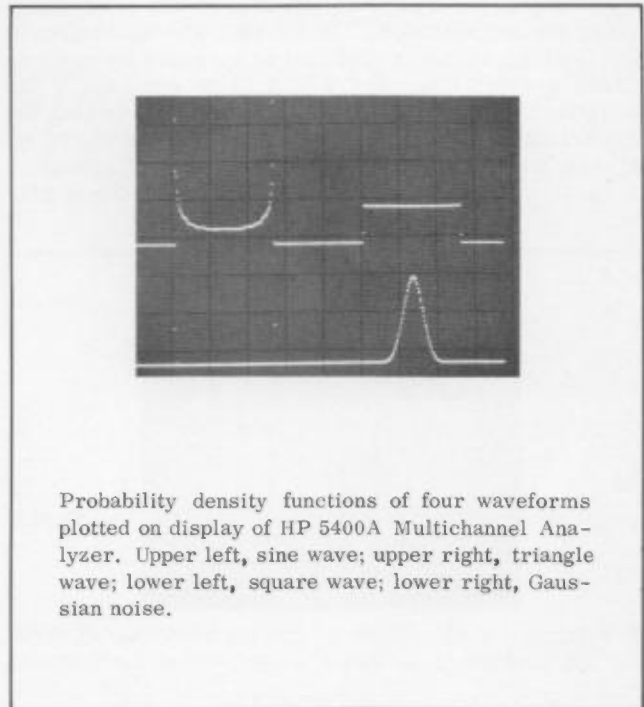 Probability density functions of four waveforms
plotted on display of HP 5400A Multichannel Ana-
lyzer. Upper left, sine wave; upper right, triangle
wave; lower left, square wave; lower right, Gaus-
sian noise.